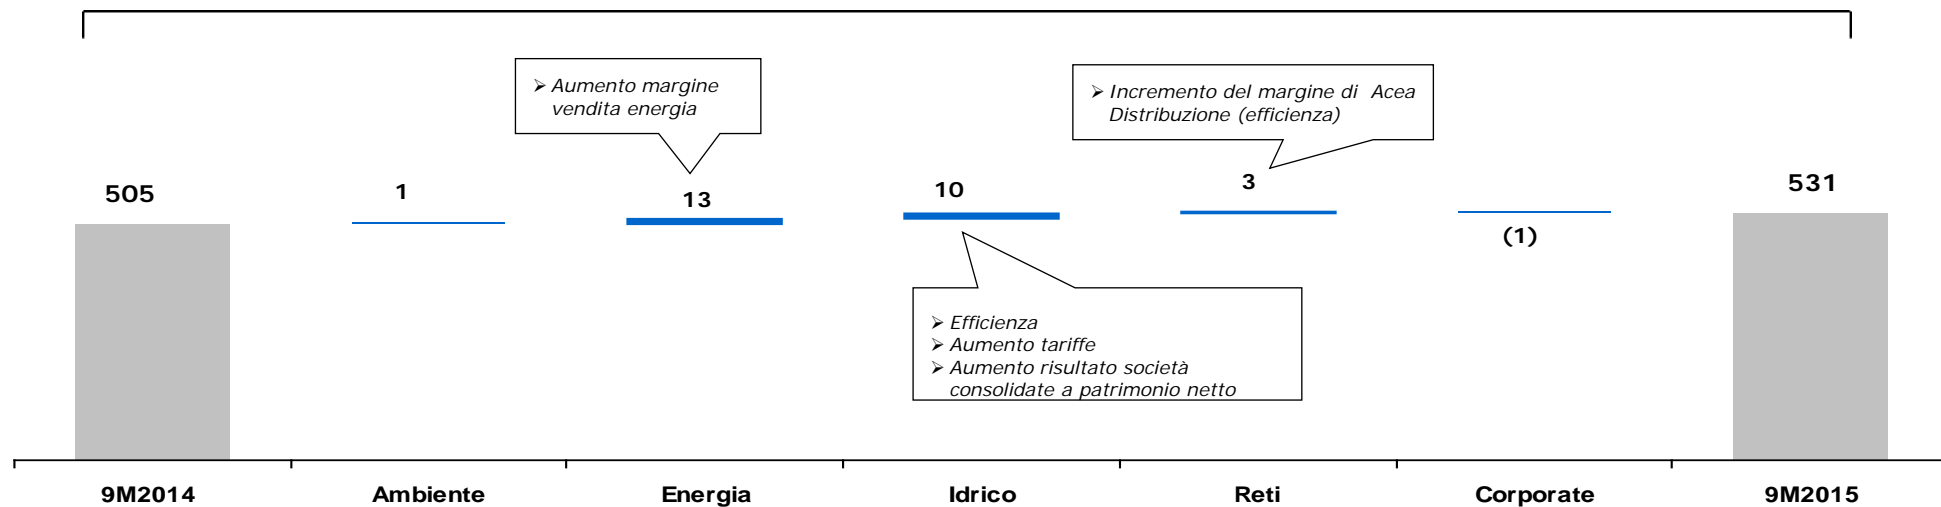 ➢ Aumento margine
vendita energia
➢ Incremento del margine di Acea
Distribuzione (efficienza)
505
1
13
10
3
(1)
531
➢ Efficienza
➢ Aumento tariffe
➢ Aumento risultato società
consolidate a patrimonio netto
9M2014
Ambiente
Energia
Idrico
Reti
Corporate
9M2015